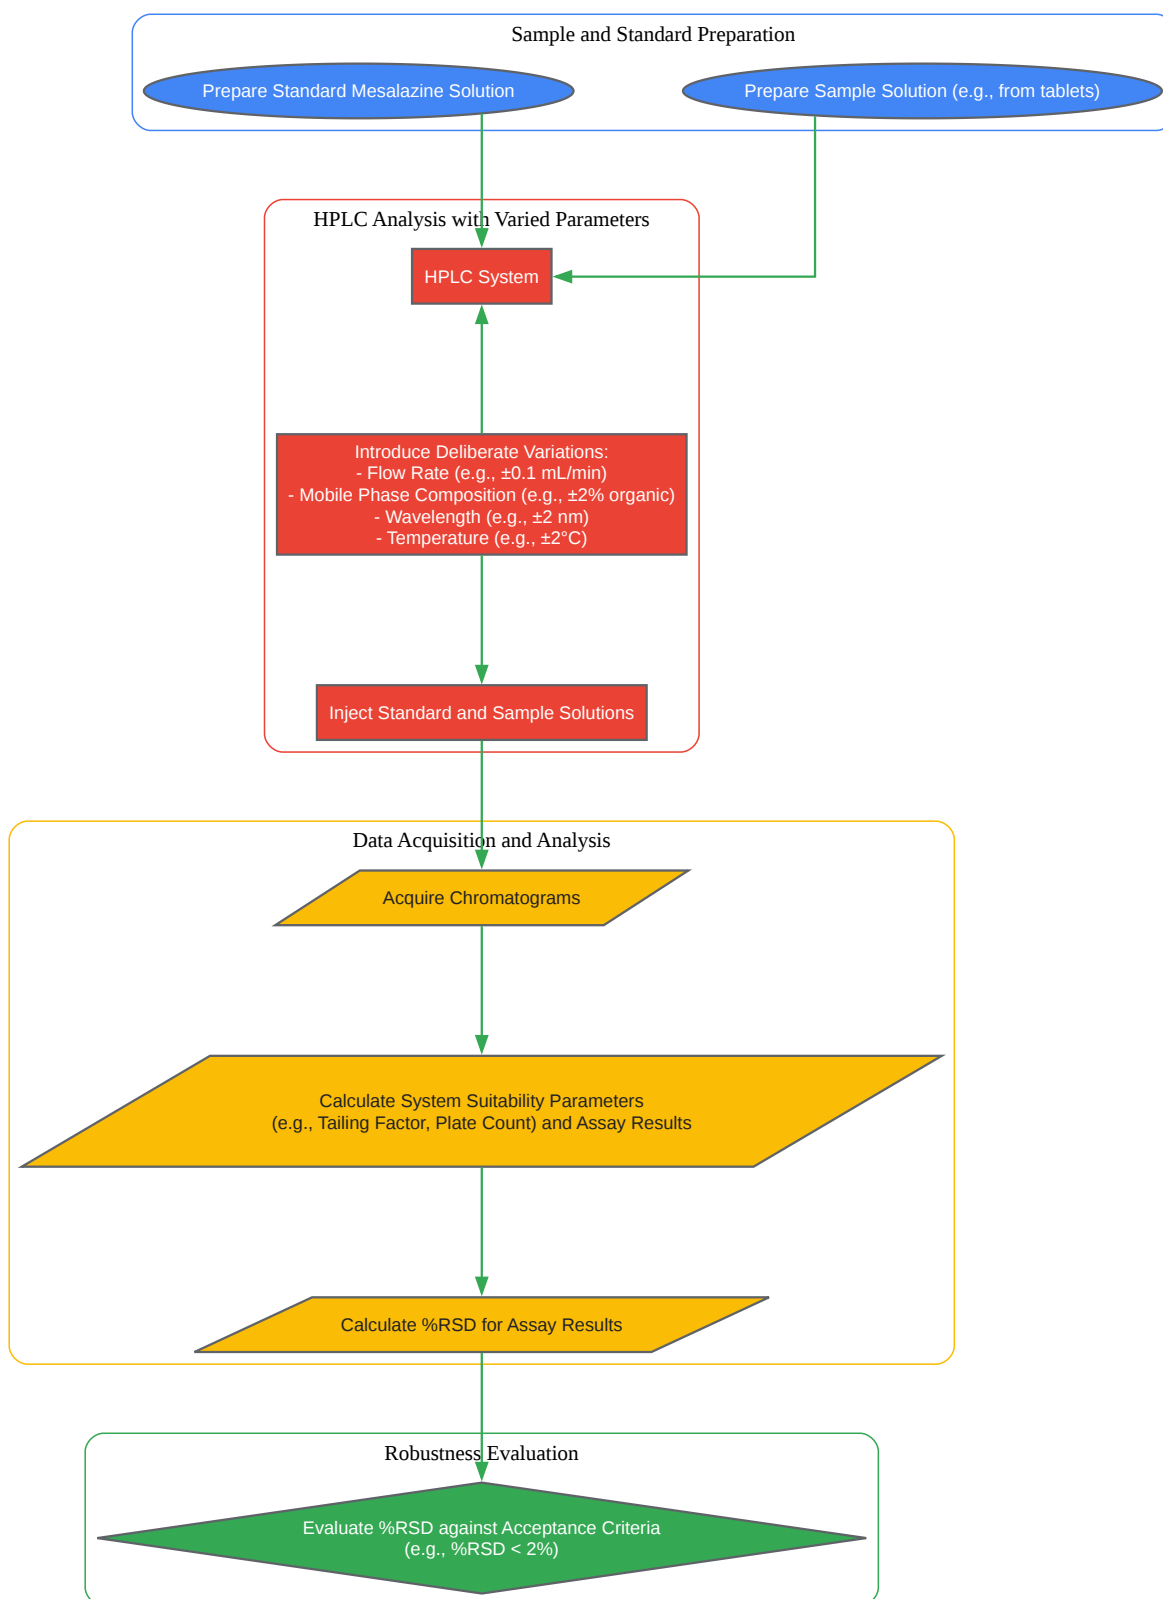 Sample and Standard Preparation
Prepare Standard Mesalazine Solution
Prepare Sample Solution (e.g., from tablets)
HPLC Analysis with Varied Parameters
HPLC System
Introduce Deliberate Variations:
- Flow Rate (e.g., ±0.1 mL/min)
- Mobile Phase Composition (e.g., ±2% organic)
- Wavelength (e.g., ±2 nm)
- Temperature (e.g., ±2°C)
Inject Standard and Sample Solutions
Data Acquisition and Analysis
Acquire Chromatograms
Calculate System Suitability Parameters
(e.g., Tailing Factor, Plate Count) and Assay Results
Calculate %RSD for Assay Results
Robustness Evaluation
Evaluate %RSD against Acceptance Criteria
(e.g., %RSD < 2%)